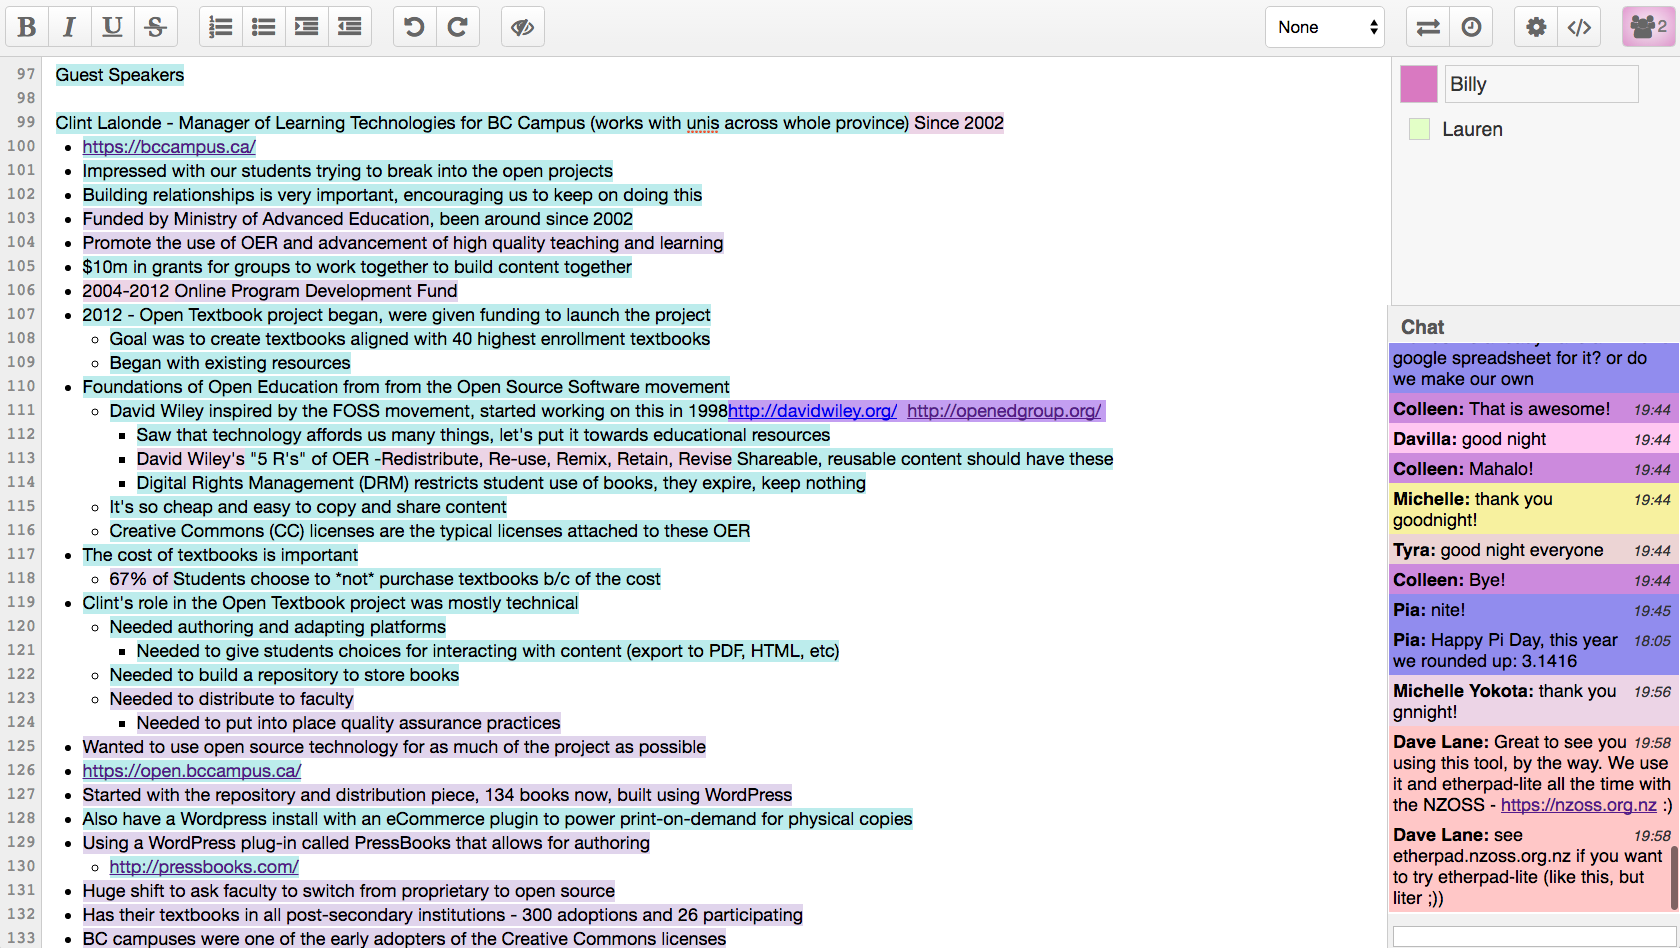 B I U S
None
2
97 Guest Speakers
98
99 Clint Lalonde - Manager of Learning Technologies for BC Campus (works with unis across whole province) Since 2002
100 • https://bccampus.ca/
101 • Impressed with our students trying to break into the open projects
102 • Building relationships is very important, encouraging us to keep on doing this
103 • Funded by Ministry of Advanced Education, been around since 2002
104 • Promote the use of OER and advancement of high quality teaching and learning
105 • $10m in grants for groups to work together to build content together
106 • 2004-2012 Online Program Development Fund
107 • 2012 - Open Textbook project began, were given funding to launch the project
108 ◦ Goal was to create textbooks aligned with 40 highest enrollment textbooks
109 ◦ Began with existing resources
110 • Foundations of Open Education from from the Open Source Software movement
111 ◦ David Wiley inspired by the FOSS movement, started working on this in 1998http://davidwiley.org/ http://openedgroup.org/
112 ▪ Saw that technology affords us many things, let's put it towards educational resources
113 ▪ David Wiley's "5 R's" of OER -Redistribute, Re-use, Remix, Retain, Revise Shareable, reusable content should have these
114 ▪ Digital Rights Management (DRM) restricts student use of books, they expire, keep nothing
115 ◦ It's so cheap and easy to copy and share content
116 ◦ Creative Commons (CC) licenses are the typical licenses attached to these OER
117 • The cost of textbooks is important
118 ◦ 67% of Students choose to *not* purchase textbooks b/c of the cost
119 • Clint's role in the Open Textbook project was mostly technical
120 ◦ Needed authoring and adapting platforms
121 ▪ Needed to give students choices for interacting with content (export to PDF, HTML, etc)
122 ◦ Needed to build a repository to store books
123 ◦ Needed to distribute to faculty
124 ▪ Needed to put into place quality assurance practices
125 • Wanted to use open source technology for as much of the project as possible
126 • https://open.bccampus.ca/
127 • Started with the repository and distribution piece, 134 books now, built using WordPress
128 • Also have a Wordpress install with an eCommerce plugin to power print-on-demand for physical copies
129 • Using a WordPress plug-in called PressBooks that allows for authoring
130 ◦ http://pressbooks.com/
131 • Huge shift to ask faculty to switch from proprietary to open source
132 • Has their textbooks in all post-secondary institutions - 300 adoptions and 26 participating
133 • BC campuses were one of the early adopters of the Creative Commons licenses
Billy
Lauren
Chat
google spreadsheet for it? or do
we make our own
Colleen: That is awesome! 19:44
Davilla: good night 19:44
Colleen: Mahalo! 19:44
Michelle: thank you 19:44
goodnight!
Tyra: good night everyone 19:44
Colleen: Bye! 19:44
Pia: nite! 19:45
Pia: Happy Pi Day, this year 18:05
we rounded up: 3.1416
Michelle Yokota: thank you 19:56
gnnight!
Dave Lane: Great to see you 19:58
using this tool, by the way. We use
it and etherpad-lite all the time with
the NZOSS - https://nzoss.org.nz :)
Dave Lane: see 19:58
etherpad.nzoss.org.nz if you want
to try etherpad-lite (like this, but
liter ;))